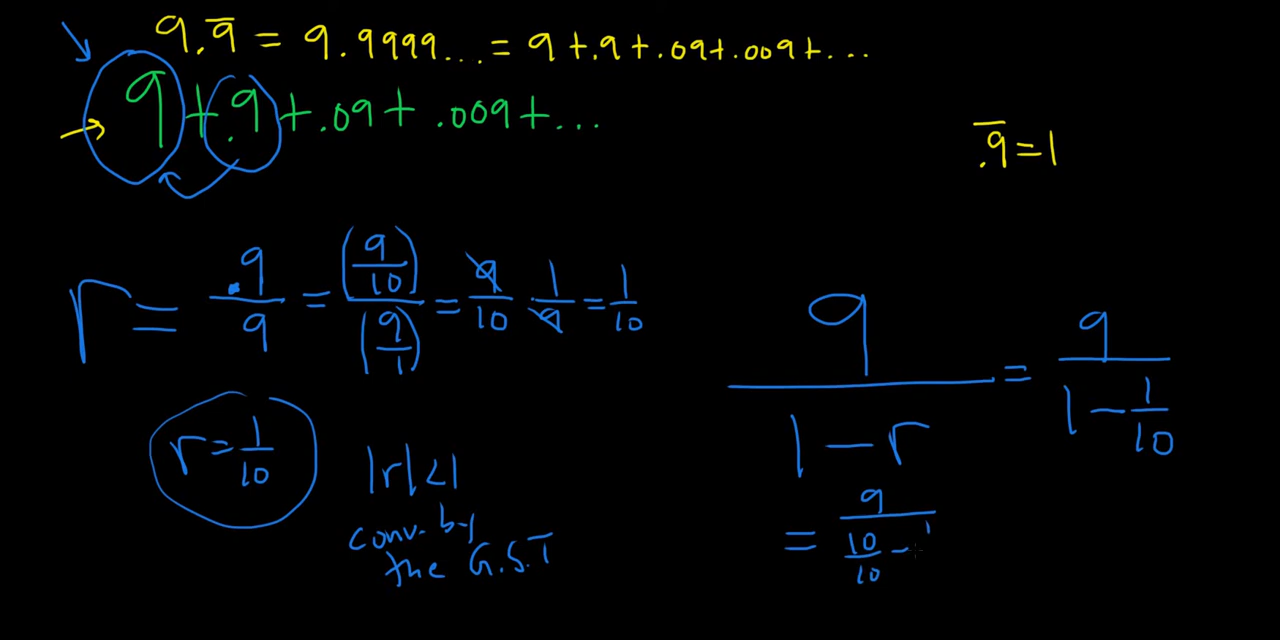 9.9̅ = 9.9999... = 9 + .9 + .09 + .009 + ...
9 + .9 + .09 + .009 + ...
.9̅ = 1
r = .9/9 = (9/10)/(9/1) = 9/10 · 1/9 = 1/10
9/(1 - r) = 9/(1 - 1/10)
r = 1/10
|r| < 1
conv. by
the G.S.T
= 9/(10/10 - 1